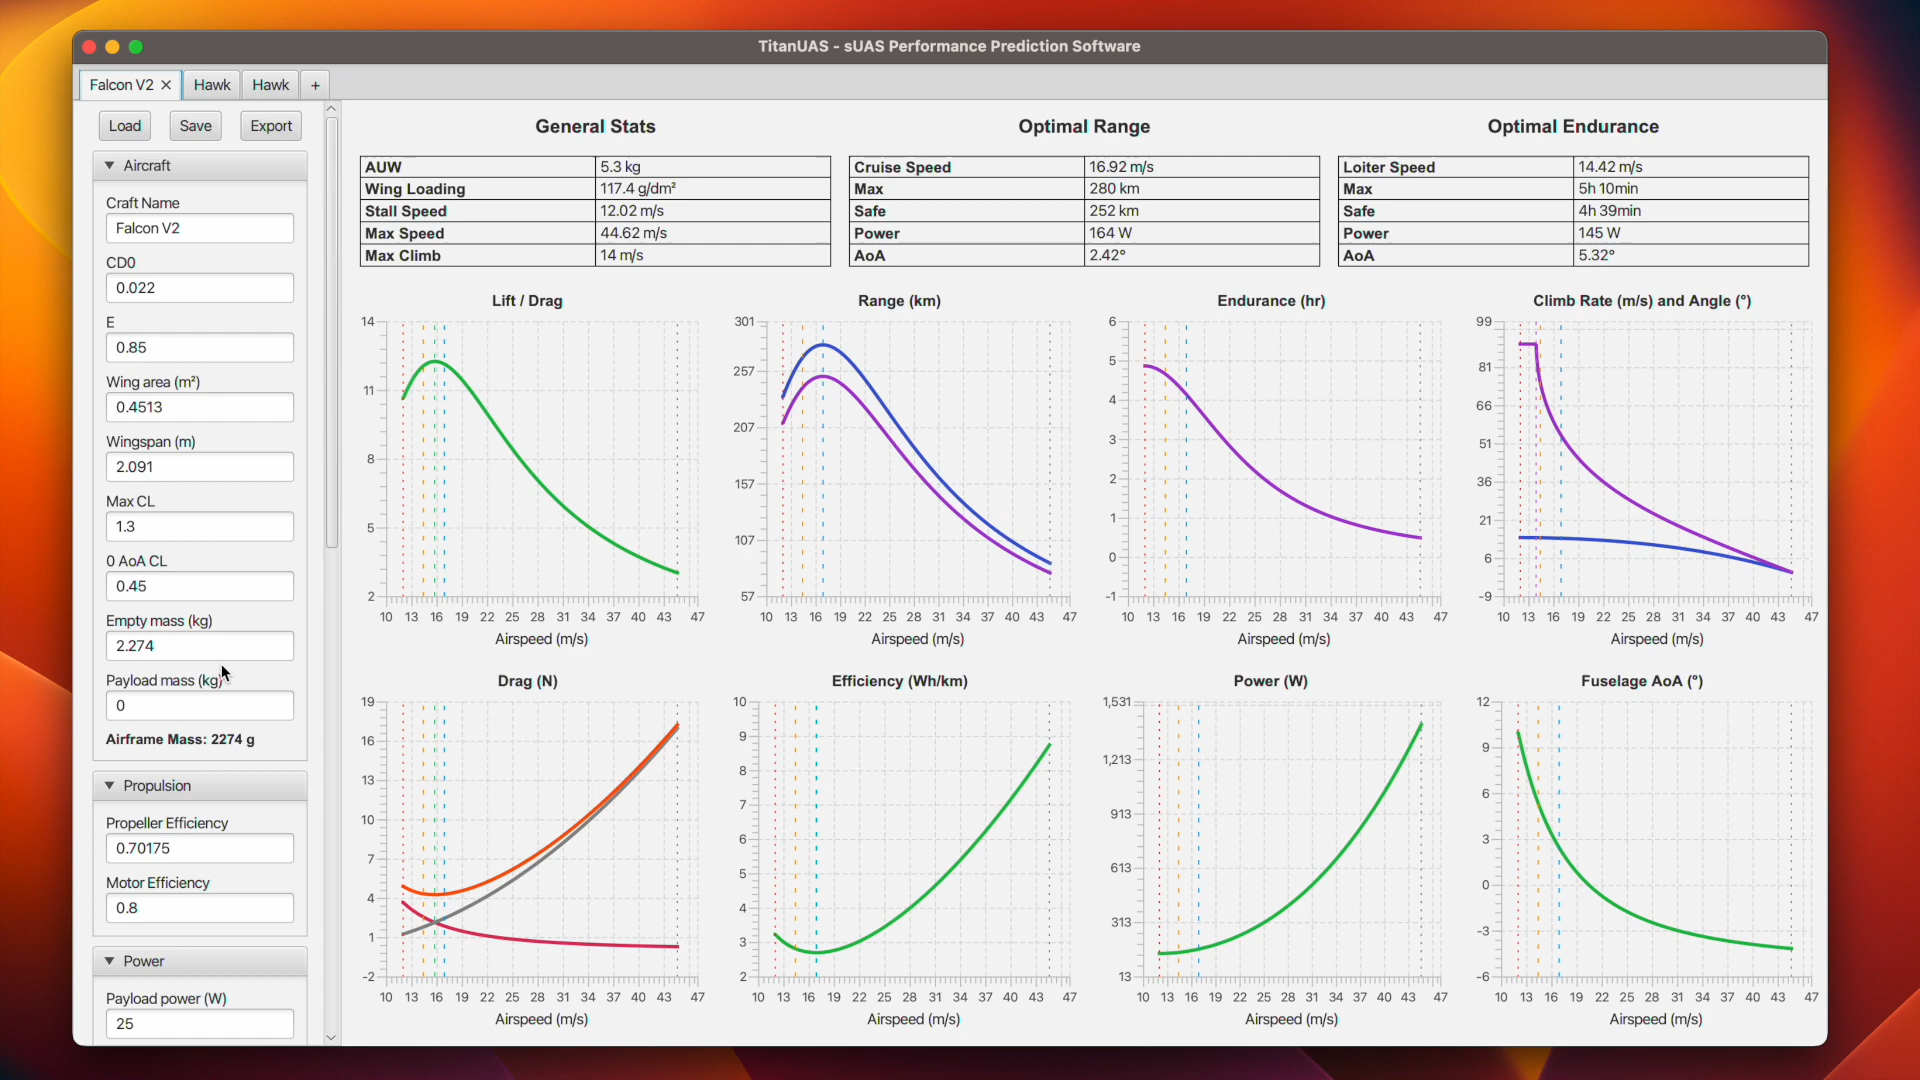 TitanUAS - sUAS Performance Prediction Software
Falcon V2 × Hawk Hawk +
Load Save Export
Aircraft
Craft Name
Falcon V2
CD0
0.022
E
0.85
Wing area (m²)
0.4513
Wingspan (m)
2.091
Max CL
1.3
0 AoA CL
0.45
Empty mass (kg)
2.274
Payload mass (kg)
0
Airframe Mass: 2274 g
Propulsion
Propeller Efficiency
0.70175
Motor Efficiency
0.8
Power
Payload power (W)
25
General Stats
AUW 5.3 kg
Wing Loading 117.4 g/dm²
Stall Speed 12.02 m/s
Max Speed 44.62 m/s
Max Climb 14 m/s
Optimal Range
Cruise Speed 16.92 m/s
Max 280 km
Safe 252 km
Power 164 W
AoA 2.42°
Optimal Endurance
Loiter Speed 14.42 m/s
Max 5h 10min
Safe 4h 39min
Power 145 W
AoA 5.32°
Lift / Drag
14
11
8
5
2
10 13 16 19 22 25 28 31 34 37 40 43 47
Airspeed (m/s)
Range (km)
301
257
207
157
107
57
10 13 16 19 22 25 28 31 34 37 40 43 47
Airspeed (m/s)
Endurance (hr)
6
5
4
3
2
1
0
-1
10 13 16 19 22 25 28 31 34 37 40 43 47
Airspeed (m/s)
Climb Rate (m/s) and Angle (°)
99
81
66
51
36
21
6
-9
10 13 16 19 22 25 28 31 34 37 40 43 47
Airspeed (m/s)
Drag (N)
19
16
13
10
7
4
1
-2
10 13 16 19 22 25 28 31 34 37 40 43 47
Airspeed (m/s)
Efficiency (Wh/km)
10
9
8
7
6
5
4
3
2
10 13 16 19 22 25 28 31 34 37 40 43 47
Airspeed (m/s)
Power (W)
1,531
1,213
913
613
313
13
10 13 16 19 22 25 28 31 34 37 40 43 47
Airspeed (m/s)
Fuselage AoA (°)
12
9
6
3
0
-3
-6
10 13 16 19 22 25 28 31 34 37 40 43 47
Airspeed (m/s)